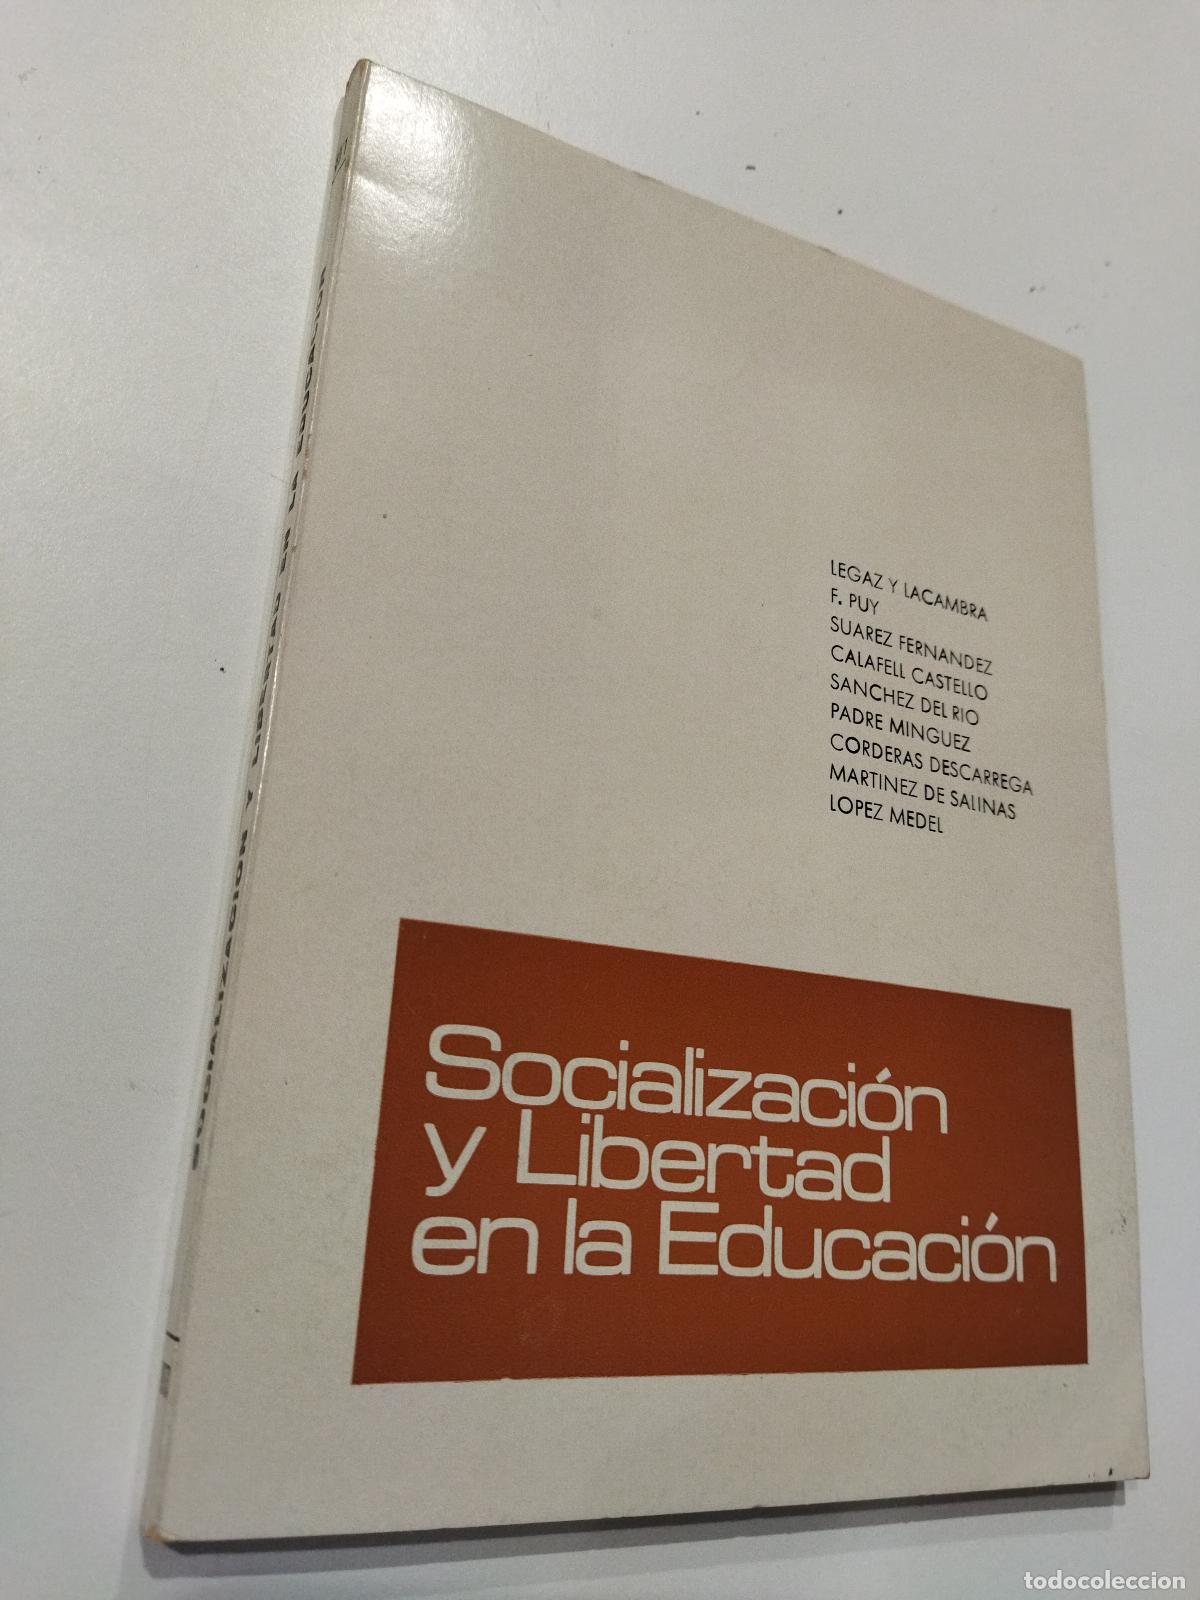 LEGAZ Y LACAMBRA
F. PUY
SUAREZ FERNANDEZ
CALAFELL CASTELLO
SANCHEZ DEL RIO
PADRE MINGUEZ
CORDERAS DESCARREGA
MARTINEZ DE SALINAS
LOPEZ MEDEL
Socialización
y Libertad
en la Educación
SOCIALIZACION Y LIBERTAD EN LA EDUCACION
todocoleccion